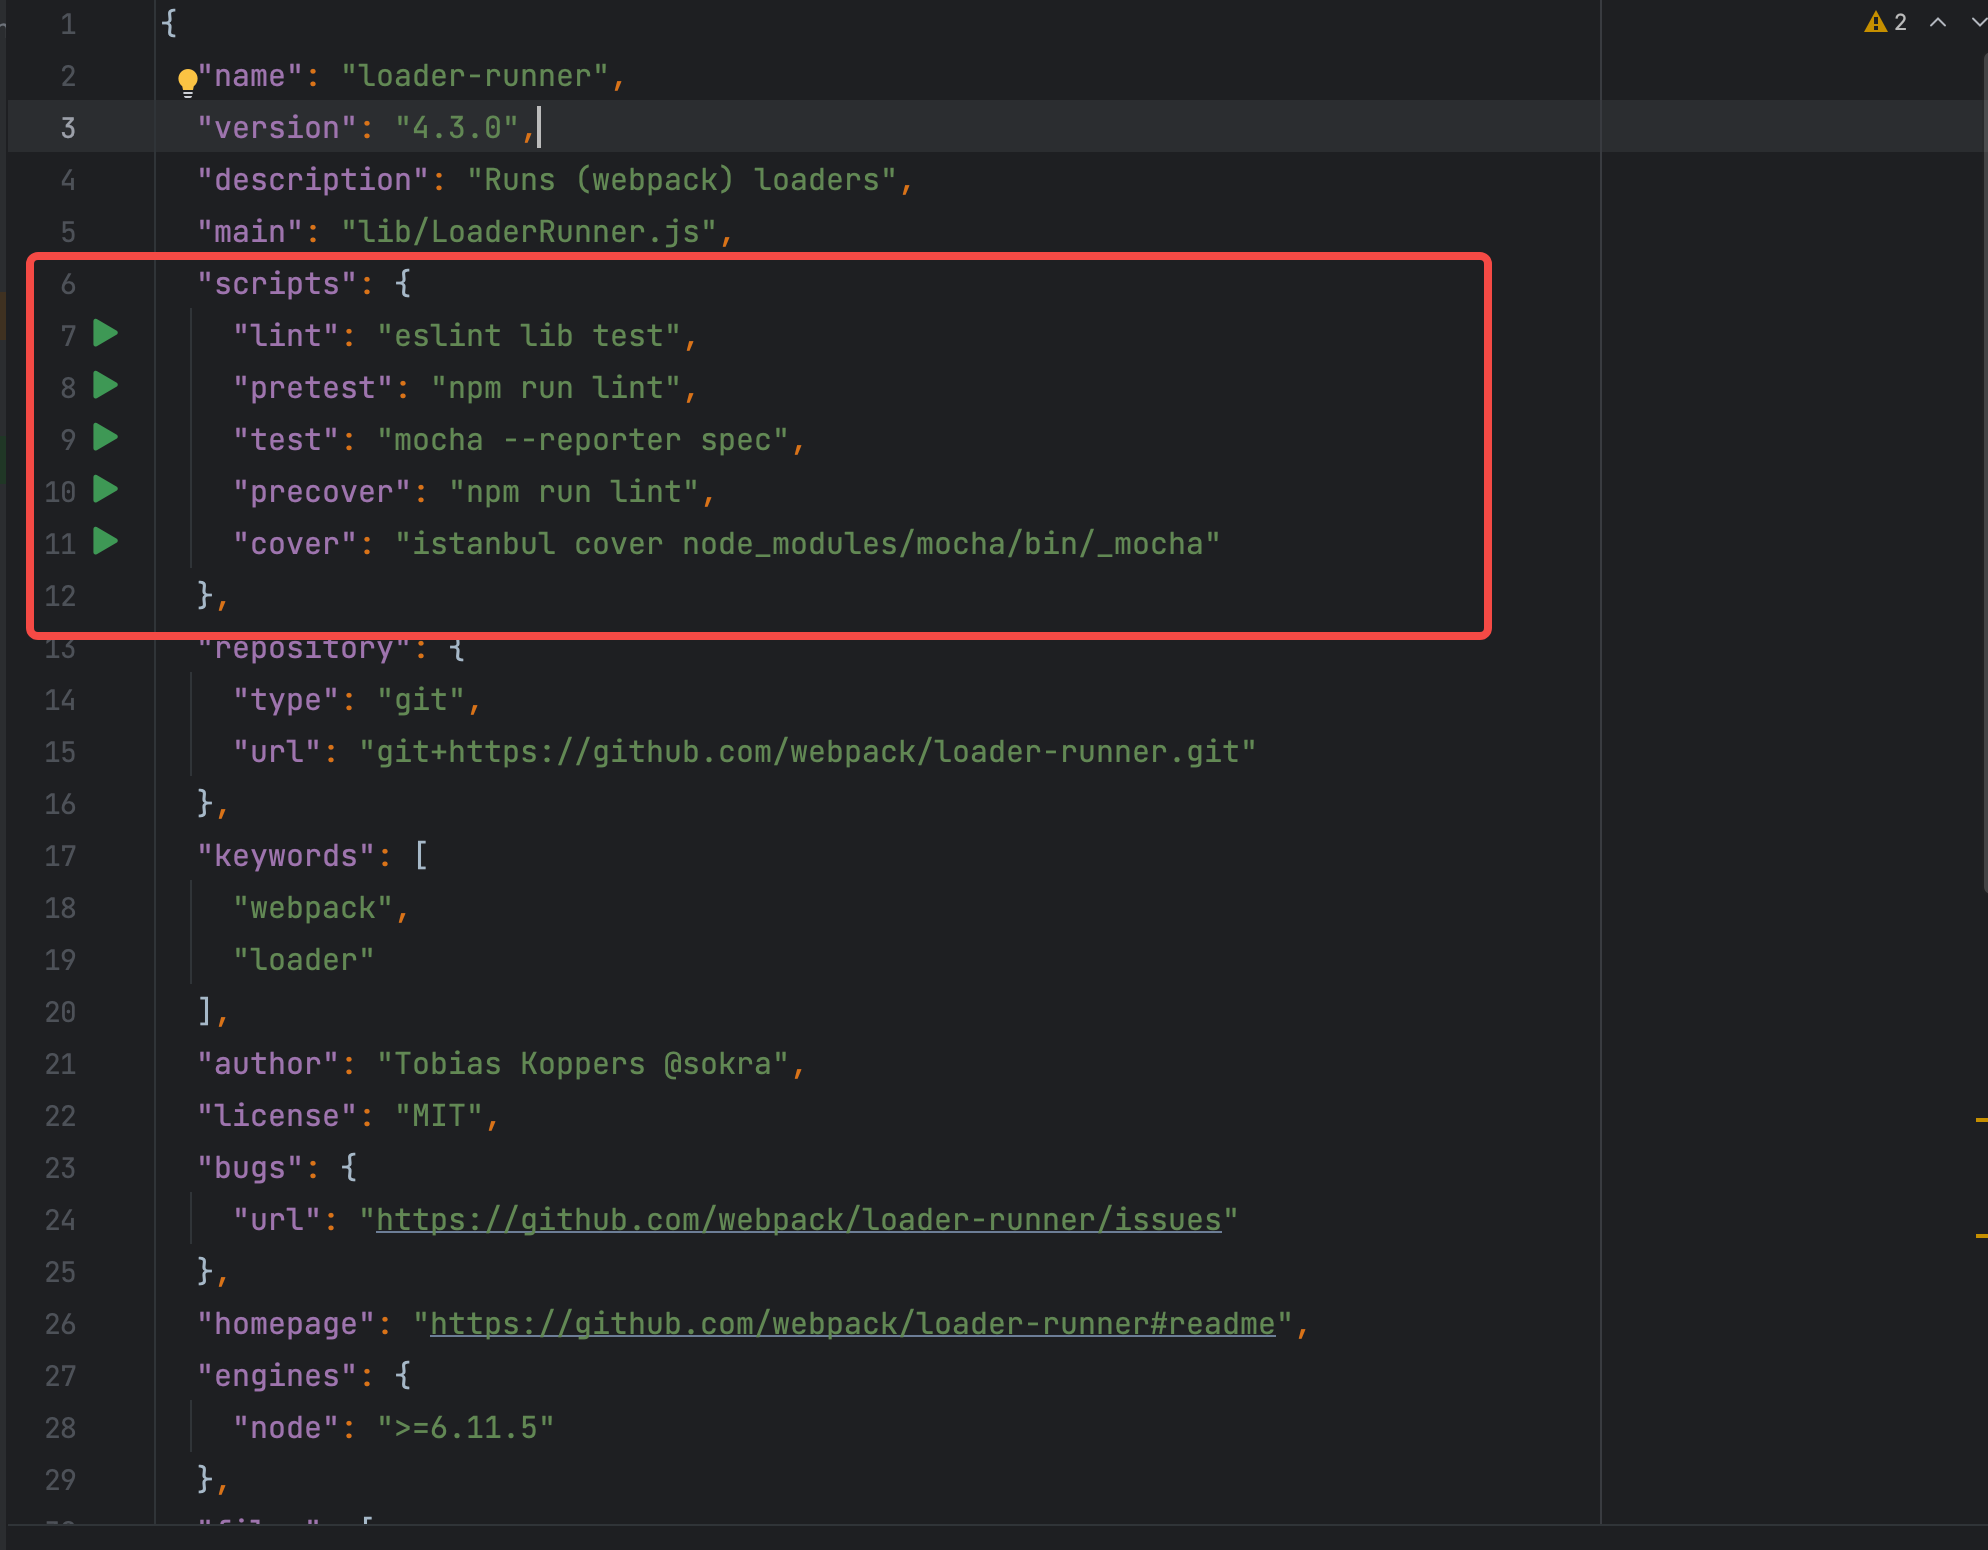 2
1 {
2 "name": "loader-runner",
3 "version": "4.3.0",
4 "description": "Runs (webpack) loaders",
5 "main": "lib/LoaderRunner.js",
6 "scripts": {
7 "lint": "eslint lib test",
8 "pretest": "npm run lint",
9 "test": "mocha --reporter spec",
10 "precover": "npm run lint",
11 "cover": "istanbul cover node_modules/mocha/bin/_mocha"
12 },
13 "repository": {
14 "type": "git",
15 "url": "git+https://github.com/webpack/loader-runner.git"
16 },
17 "keywords": [
18 "webpack",
19 "loader"
20 ],
21 "author": "Tobias Koppers @sokra",
22 "license": "MIT",
23 "bugs": {
24 "url": "https://github.com/webpack/loader-runner/issues"
25 },
26 "homepage": "https://github.com/webpack/loader-runner#readme",
27 "engines": {
28 "node": ">=6.11.5"
29 },